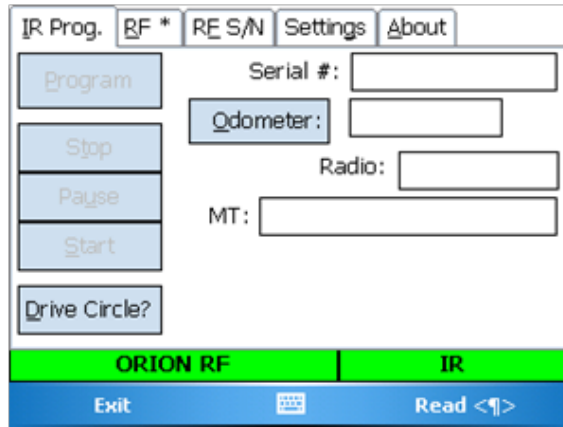 IR Prog. RF * RF S/N Settings About
Program
Serial #:
Odometer:
Stop
Radio:
Pause
MT:
Start
Drive Circle?
ORION RF IR
Exit Read <¶>